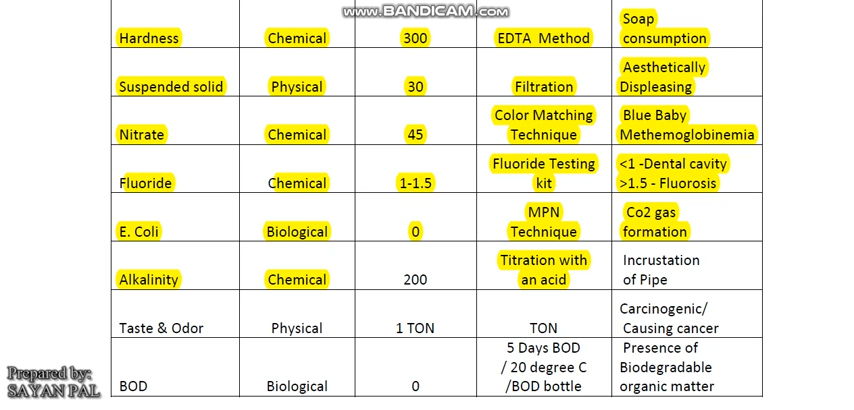 www.BANDICAM.com
Soap
Hardness Chemical 300 EDTA Method consumption
Aesthetically
Suspended solid Physical 30 Filtration Displeasing
Color Matching Blue Baby
Nitrate Chemical 45 Technique Methemoglobinemia
Fluoride Testing <1 -Dental cavity
Fluoride Chemical 1-1.5 kit >1.5 - Fluorosis
MPN Co2 gas
E. Coli Biological 0 Technique formation
Titration with Incrustation
Alkalinity Chemical 200 an acid of Pipe
Carcinogenic/
Taste & Odor Physical 1 TON TON Causing cancer
5 Days BOD Presence of
/ 20 degree C Biodegradable
BOD Biological 0 /BOD bottle organic matter
Prepared by:
SAYAN PAL